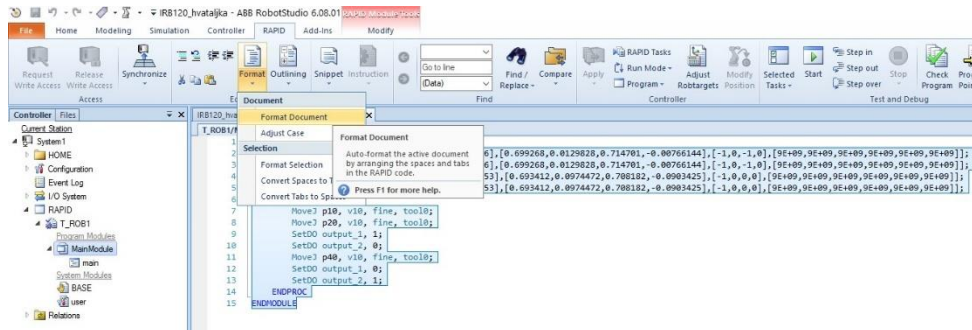 IRB120_hvataljka - ABB RobotStudio 6.08.01
RAPID Module Tools
File Home Modeling Simulation Controller RAPID Add-Ins Modify
Request Write Access
Release Write Access
Synchronize
Access
Format
Outlining
Snippet
Instruction
Go to line
(Data)
Find / Replace
Compare
Find
Apply
RAPID Tasks
Run Mode
Program
Adjust Robtargets
Modify Position
Controller
Selected Tasks
Start
Step in
Step out
Step over
Stop
Check Program
Test and Debug
Document
Format Document
Adjust Case
Selection
Format Selection
Convert Spaces to
Convert Tabs to Spaces
Format Document
Auto-format the active document
by arranging the spaces and tabs
in the RAPID code.
Press F1 for more help.
Controller Files
Current Station
System1
HOME
Configuration
Event Log
I/O System
RAPID
T_ROB1
Program Modules
MainModule
main
System Modules
BASE
user
Relations
T_ROB1/
1
2 6],[0.699268,0.0129828,0.714701,-0.00766144],[-1,0,-1,0],[9E+09,9E+09,9E+09,9E+09,9E+09,9E+09]];
3 6],[0.699268,0.0129828,0.714701,-0.00766144],[-1,0,-1,0],[9E+09,9E+09,9E+09,9E+09,9E+09,9E+09]];
4 53],[0.693412,0.0974472,0.708182,-0.0903425],[-1,0,0,0],[9E+09,9E+09,9E+09,9E+09,9E+09,9E+09]];
5 53],[0.693412,0.0974472,0.708182,-0.0903425],[-1,0,0,0],[9E+09,9E+09,9E+09,9E+09,9E+09,9E+09]];
6
7 MoveJ p10, v10, fine, tool0;
8 MoveJ p20, v10, fine, tool0;
9 SetDO output_1, 1;
10 SetDO output_2, 0;
11 MoveJ p40, v10, fine, tool0;
12 SetDO output_1, 0;
13 SetDO output_2, 1;
14 ENDPROC
15 ENDMODULE